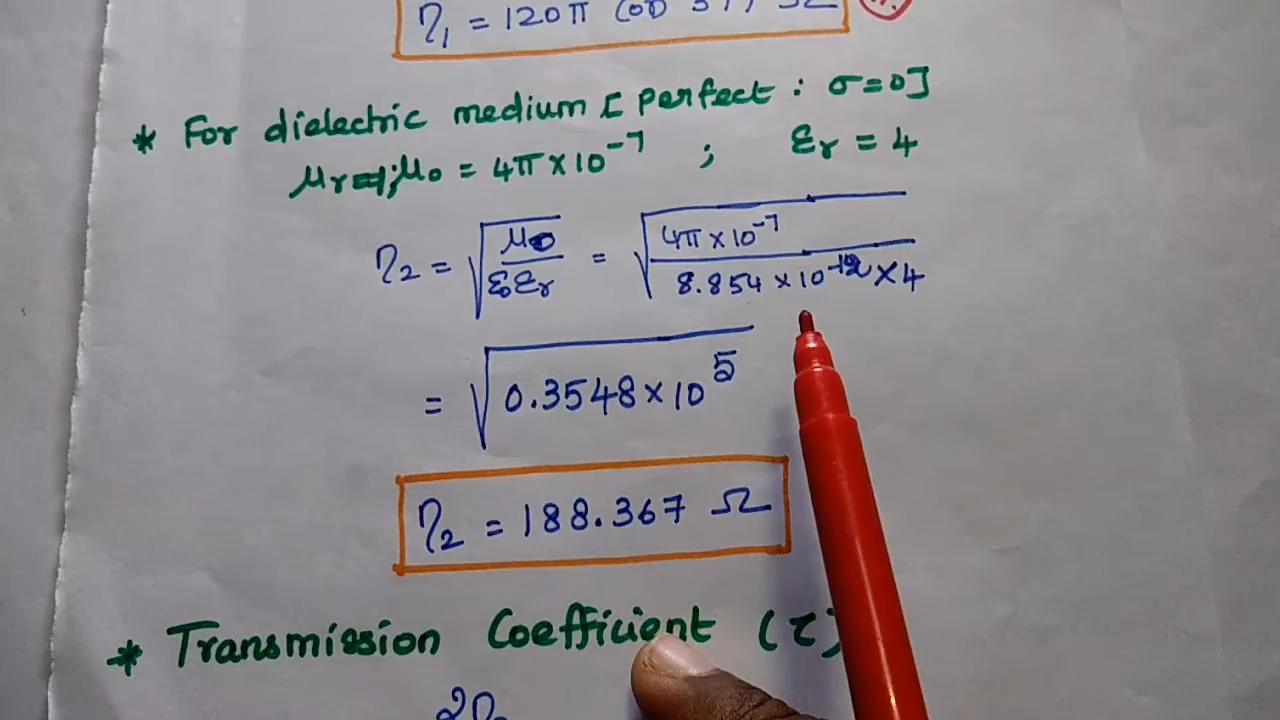 η₁ = 120π (or) 377 Ω
* For dielectric medium [ perfect : σ=0]
μr=1; μ₀ = 4π×10⁻⁷ ; εr = 4
η₂ = √(μ₀/ε₀εr) = √(4π×10⁻⁷/8.854×10⁻¹²×4)
= √(0.3548×10⁵)
η₂ = 188.367 Ω
* Transmission Coefficient (τ)
2η₂